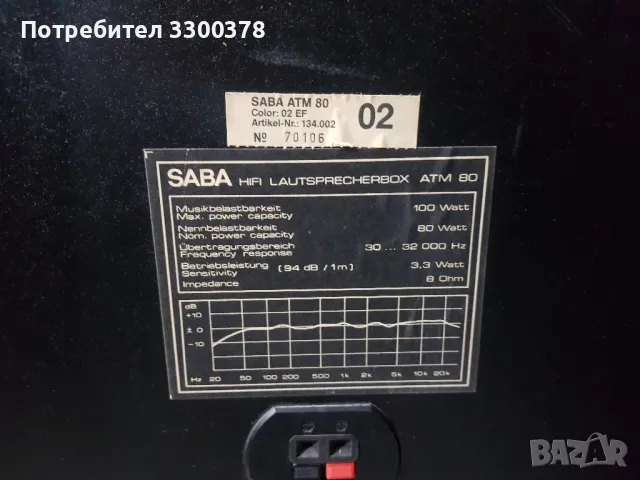 Потребител 3300378
SABA ATM 80
Color: 02 EF
Artikel-Nr.: 134.002
02
Nº 70106
SABA HIFI LAUTSPRECHERBOX ATM 80
Musikbelastbarkeit
Max. power capacity
100 Watt
Nennbelastbarkeit
Nom. power capacity
80 Watt
Übertragungsbereich
Frequency response
30 ... 32 000 Hz
Betriebsleistung
Sensitivity
[94 dB / 1m]
3,3 Watt
Impedance
8 Ohm
dB
+10
± 0
-10
Hz 20 50 100 200 500 1k 2k 5k 10k 20k
BAZAR